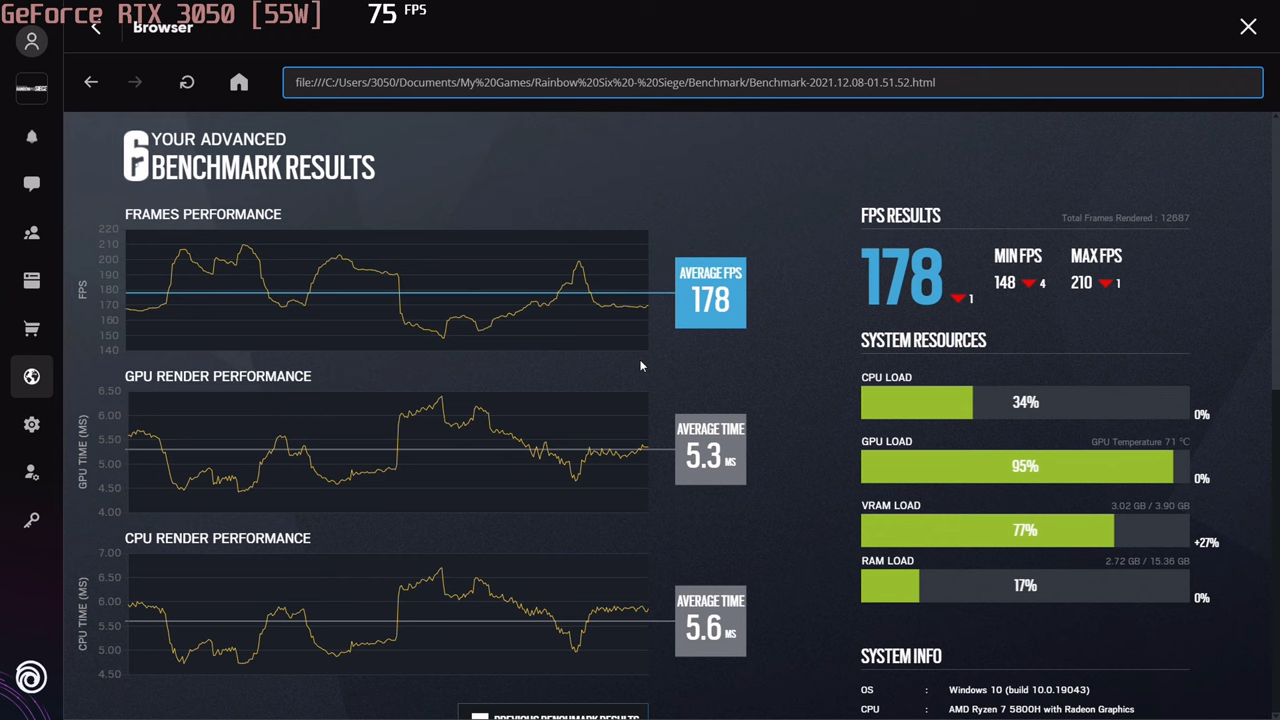 GeForce RTX 3050 [55W] 75 FPS
Browser
file:///C:/Users/3050/Documents/My%20Games/Rainbow%20Six%20-%20Siege/Benchmark/Benchmark-2021.12.08-01.51.52.html
YOUR ADVANCED
BENCHMARK RESULTS
FRAMES PERFORMANCE
220
210
200
190
180
170
160
150
140
FPS
AVERAGE FPS
178
GPU RENDER PERFORMANCE
6.50
6.00
5.50
5.00
4.50
4.00
GPU TIME (MS)
AVERAGE TIME
5.3 MS
CPU RENDER PERFORMANCE
7.00
6.50
6.00
5.50
5.00
4.50
CPU TIME (MS)
AVERAGE TIME
5.6 MS
PREVIOUS BENCHMARK RESULTS
FPS RESULTS
Total Frames Rendered : 12687
178 1
MIN FPS
148 4
MAX FPS
210 1
SYSTEM RESOURCES
CPU LOAD
34%
0%
GPU LOAD GPU Temperature 71 °C
95%
0%
VRAM LOAD 3.02 GB / 3.90 GB
77%
+27%
RAM LOAD 2.72 GB / 15.36 GB
17%
0%
SYSTEM INFO
OS : Windows 10 (build 10.0.19043)
CPU : AMD Ryzen 7 5800H with Radeon Graphics